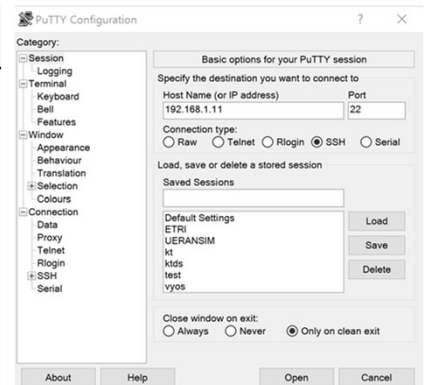 PuTTY Configuration
Category:
Session
Logging
Terminal
Keyboard
Bell
Features
Window
Appearance
Behaviour
Translation
Selection
Colours
Connection
Data
Proxy
Telnet
Rlogin
SSH
Serial
Basic options for your PuTTY session
Specify the destination you want to connect to
Host Name (or IP address) Port
192.168.1.11 22
Connection type:
Raw Telnet Rlogin SSH Serial
Load, save or delete a stored session
Saved Sessions
Default Settings
ETRI
UERANSIM
kt
ktds
test
vyos
Load
Save
Delete
Close window on exit:
Always Never Only on clean exit
About Help Open Cancel